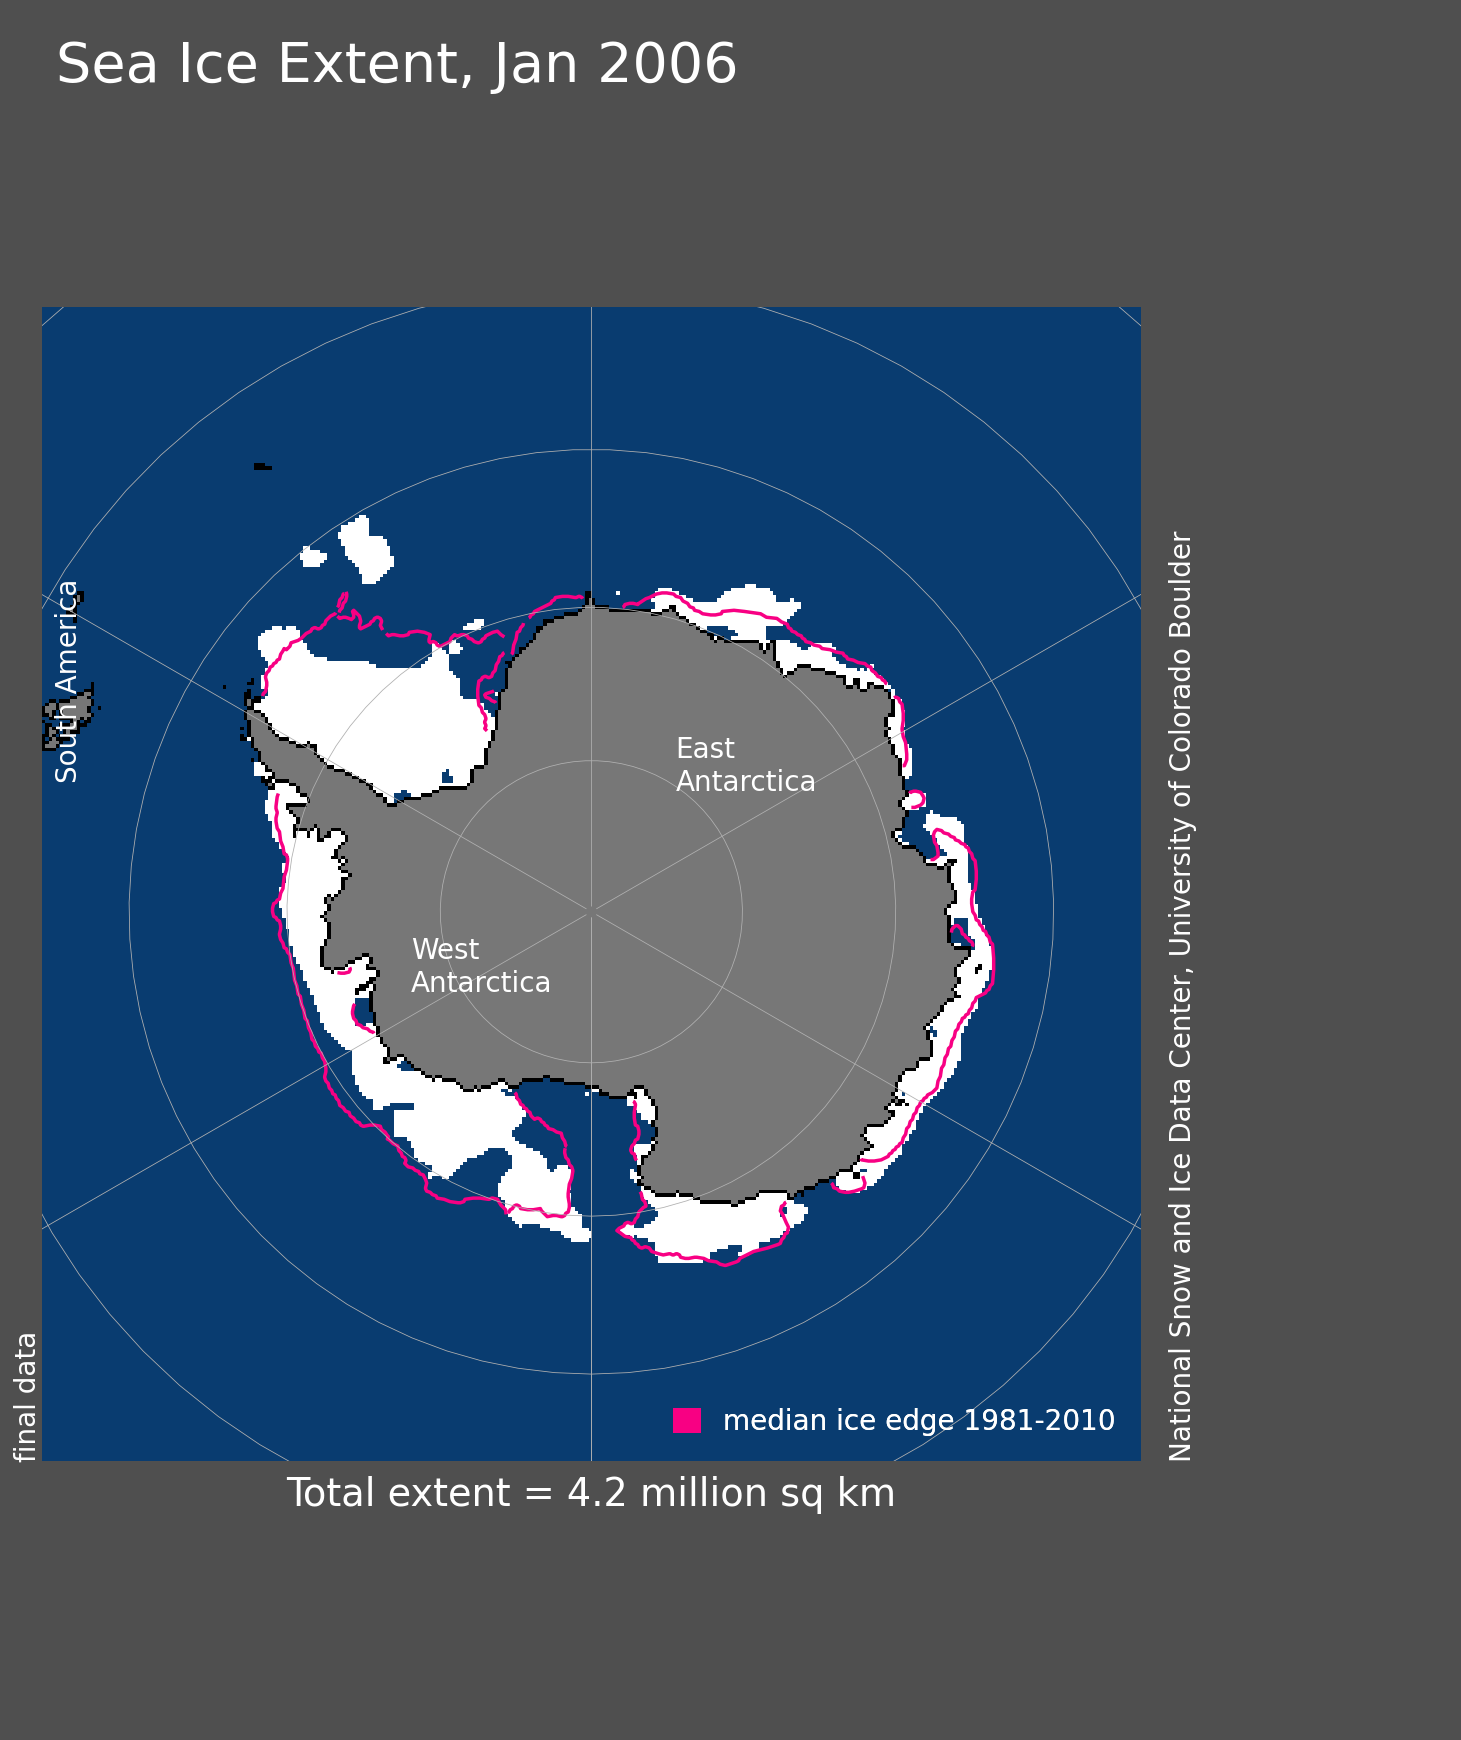 Sea Ice Extent, Jan 2006
South America
East
Antarctica
West
Antarctica
National Snow and Ice Data Center, University of Colorado Boulder
final data
median ice edge 1981-2010
Total extent = 4.2 million sq km